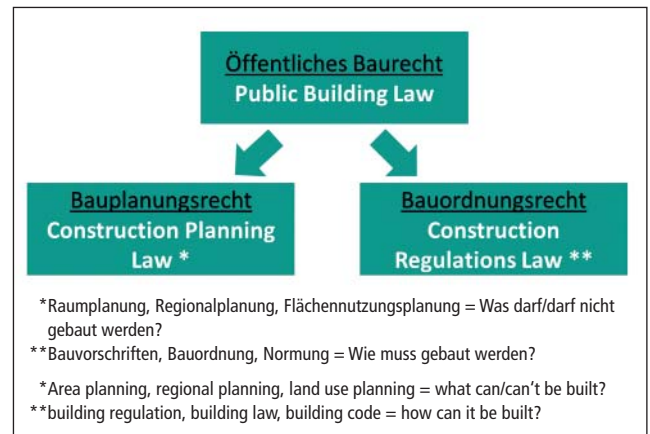 Öffentliches Baurecht
Public Building Law
Bauplanungsrecht
Construction Planning
Law *
Bauordnungsrecht
Construction
Regulations Law **
*Raumplanung, Regionalplanung, Flächennutzungsplanung = Was darf/darf nicht
gebaut werden?
**Bauvorschriften, Bauordnung, Normung = Wie muss gebaut werden?
*Area planning, regional planning, land use planning = what can/can't be built?
**building regulation, building law, building code = how can it be built?